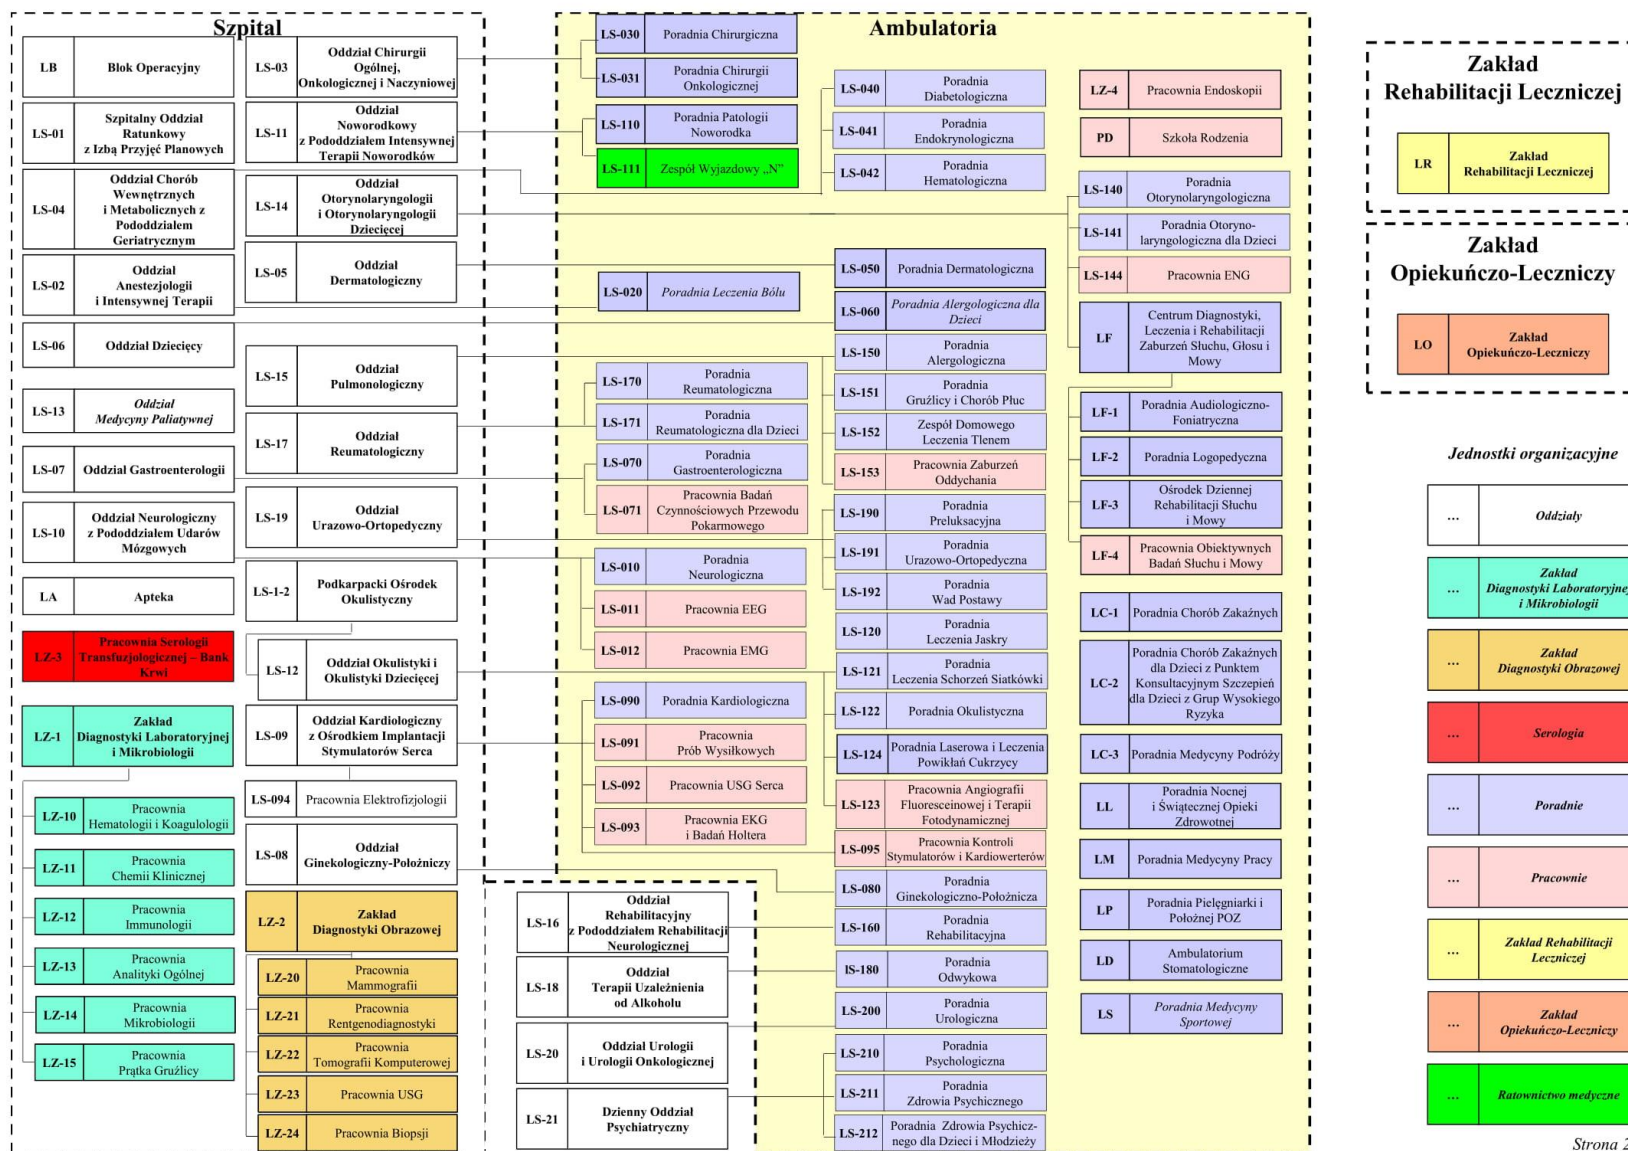 Szpital
LB
Blok Operacyjny
LS-01
Szpitalny Oddział
Ratunkowy
z Izbą Przyjęć Planowych
LS-04
Oddział Chorób
Wewnętrznych
i Metabolicznych z
Pododdziałem
Geriatrycznym
LS-02
Oddział
Anestezjologii
i Intensywnej Terapii
LS-06
Oddział Dziecięcy
LS-13
Oddział
Medycyny Paliatywnej
LS-07
Oddział Gastroenterologii
LS-10
Oddział Neurologiczny
z Pododdziałem Udarów
Mózgowych
LA
Apteka
LZ-3
Pracownia Serologii
Transfuzjologicznej – Bank
Krwi
LZ-1
Zakład
Diagnostyki Laboratoryjnej
i Mikrobiologii
LZ-10
Pracownia
Hematologii i Koagulologii
LZ-11
Pracownia
Chemii Klinicznej
LZ-12
Pracownia
Immunologii
LZ-13
Pracownia
Analityki Ogólnej
LZ-14
Pracownia
Mikrobiologii
LZ-15
Pracownia
Prątka Gruźlicy
LS-03
Oddział Chirurgii
Ogólnej,
Onkologicznej i Naczyniowej
LS-11
Oddział
Noworodkowy
z Pododdziałem Intensywnej
Terapii Noworodków
LS-14
Oddział
Otorynolaryngologii
i Otorynolaryngologii
Dziecięcej
LS-05
Oddział
Dermatologiczny
LS-15
Oddział
Pulmonologiczny
LS-17
Oddział
Reumatologiczny
LS-19
Oddział
Urazowo-Ortopedyczny
LS-1-2
Podkarpacki Ośrodek
Okulistyczny
LS-12
Oddział Okulistyki i
Okulistyki Dziecięcej
LS-09
Oddział Kardiologiczny
z Ośrodkiem Implantacji
Stymulatorów Serca
LS-094
Pracownia Elektrofizjologii
LS-08
Oddział
Ginekologiczny-Położniczy
LZ-2
Zakład
Diagnostyki Obrazowej
LZ-20
Pracownia
Mammografii
LZ-21
Pracownia
Rentgenodiagnostyki
LZ-22
Pracownia
Tomografii Komputerowej
LZ-23
Pracownia USG
LZ-24
Pracownia Biopsji
LS-16
Oddział
Rehabilitacyjny
z Pododdziałem Rehabilitacji
Neurologicznej
LS-18
Oddział
Terapii Uzależnienia
od Alkoholu
LS-20
Oddział Urologii
i Urologii Onkologicznej
LS-21
Dzienny Oddział
Psychiatryczny
Ambulatoria
LS-030
Poradnia Chirurgiczna
LS-031
Poradnia Chirurgii
Onkologicznej
LS-110
Poradnia Patologii
Noworodka
LS-111
Zespół Wyjazdowy „N”
LS-020
Poradnia Leczenia Bólu
LS-170
Poradnia
Reumatologiczna
LS-171
Poradnia
Reumatologiczna dla Dzieci
LS-070
Poradnia
Gastroenterologiczna
LS-071
Pracownia Badań
Czynnościowych Przewodu
Pokarmowego
LS-010
Poradnia
Neurologiczna
LS-011
Pracownia EEG
LS-012
Pracownia EMG
LS-090
Poradnia Kardiologiczna
LS-091
Pracownia
Prób Wysiłkowych
LS-092
Pracownia USG Serca
LS-093
Pracownia EKG
i Badań Holtera
LS-040
Poradnia
Diabetologiczna
LS-041
Poradnia
Endokrynologiczna
LS-042
Poradnia
Hematologiczna
LS-050
Poradnia Dermatologiczna
LS-060
Poradnia Alergologiczna dla
Dzieci
LS-150
Poradnia
Alergologiczna
LS-151
Poradnia
Gruźlicy i Chorób Płuc
LS-152
Zespół Domowego
Leczenia Tlenem
LS-153
Pracownia Zaburzeń
Oddychania
LS-190
Poradnia
Preluksacyjna
LS-191
Poradnia
Urazowo-Ortopedyczna
LS-192
Poradnia
Wad Postawy
LS-120
Poradnia
Leczenia Jaskry
LS-121
Poradnia
Leczenia Schorzeń Siatkówki
LS-122
Poradnia Okulistyczna
LS-124
Poradnia Laserowa i Leczenia
Powikłań Cukrzycy
LS-123
Pracownia Angiografii
Fluoresceinowej i Terapii
Fotodynamicznej
LS-095
Pracownia Kontroli
Stymulatorów i Kardiowerterów
LS-080
Poradnia
Ginekologiczno-Położnicza
LS-160
Poradnia
Rehabilitacyjna
lS-180
Poradnia
Odwykowa
LS-200
Poradnia
Urologiczna
LS-210
Poradnia
Psychologiczna
LS-211
Poradnia
Zdrowia Psychicznego
LS-212
Poradnia Zdrowia Psychicz-
nego dla Dzieci i Młodzieży
LZ-4
Pracownia Endoskopii
PD
Szkoła Rodzenia
LS-140
Poradnia
Otorynolaryngologiczna
LS-141
Poradnia Otoryno-
laryngologiczna dla Dzieci
LS-144
Pracownia ENG
LF
Centrum Diagnostyki,
Leczenia i Rehabilitacji
Zaburzeń Słuchu, Głosu i
Mowy
LF-1
Poradnia Audiologiczno-
Foniatryczna
LF-2
Poradnia Logopedyczna
LF-3
Ośrodek Dziennej
Rehabilitacji Słuchu
i Mowy
LF-4
Pracownia Obiektywnych
Badań Słuchu i Mowy
LC-1
Poradnia Chorób Zakaźnych
LC-2
Poradnia Chorób Zakaźnych
dla Dzieci z Punktem
Konsultacyjnym Szczepień
dla Dzieci z Grup Wysokiego
Ryzyka
LC-3
Poradnia Medycyny Podróży
LL
Poradnia Nocnej
i Świątecznej Opieki
Zdrowotnej
LM
Poradnia Medycyny Pracy
LP
Poradnia Pielęgniarki i
Położnej POZ
LD
Ambulatorium
Stomatologiczne
LS
Poradnia Medycyny
Sportowej
Zakład
Rehabilitacji Leczniczej
LR
Zakład
Rehabilitacji Leczniczej
Zakład
Opiekuńczo-Leczniczy
LO
Zakład
Opiekuńczo-Leczniczy
Jednostki organizacyjne
...
Oddziały
...
Zakład
Diagnostyki Laboratoryjnej
i Mikrobiologii
...
Zakład
Diagnostyki Obrazowej
...
Serologia
...
Poradnie
...
Pracownie
...
Zakład Rehabilitacji
Leczniczej
...
Zakład
Opiekuńczo-Leczniczy
...
Ratownictwo medyczne
Strona 2